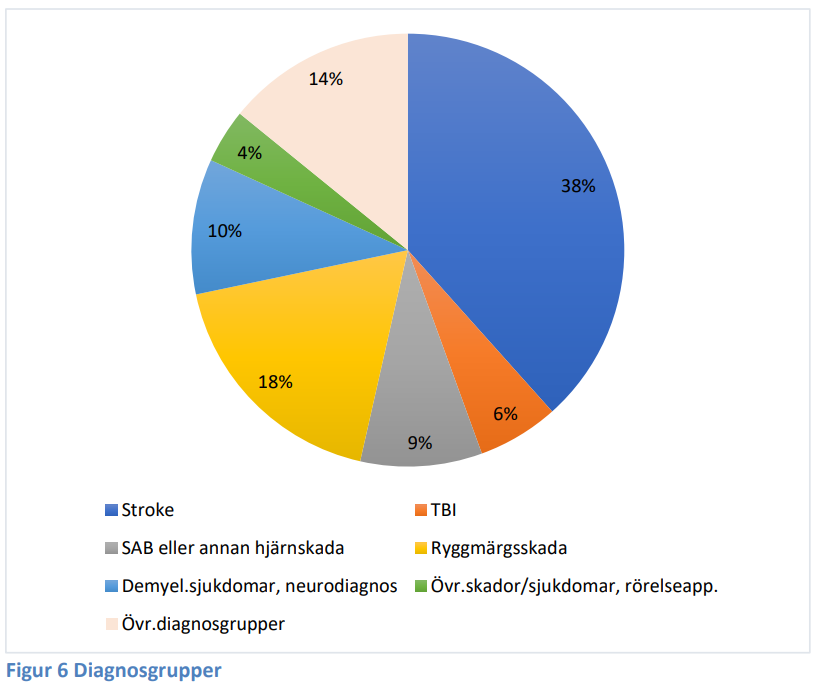 14%
38%
4%
10%
18%
6%
9%
Stroke
TBI
SAB eller annan hjärnskada
Ryggmärgsskada
Demyel.sjukdomar, neurodiagnos
Övr.skador/sjukdomar, rörelseapp.
Övr.diagnosgrupper
Figur 6 Diagnosgrupper